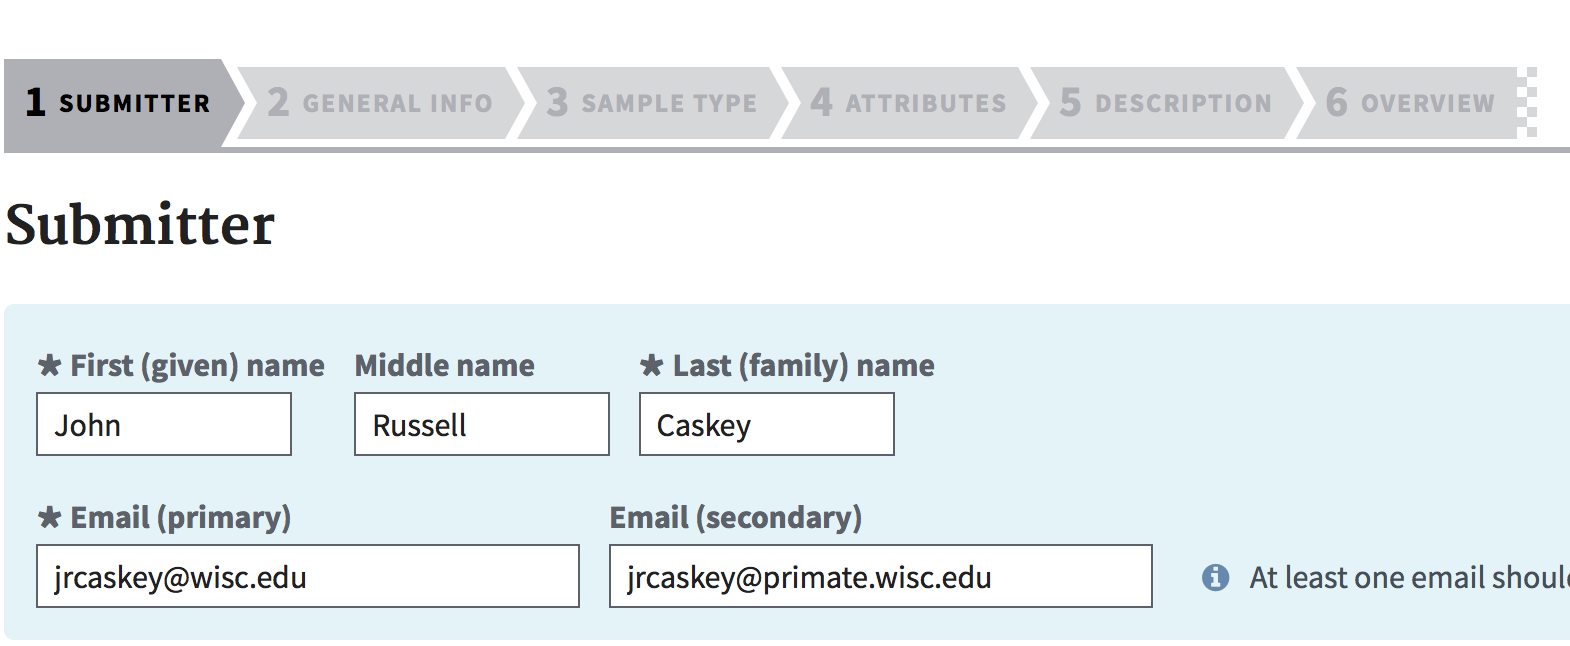 1 SUBMITTER 2 GENERAL INFO 3 SAMPLE TYPE 4 ATTRIBUTES 5 DESCRIPTION 6 OVERVIEW
Submitter
* First (given) name Middle name * Last (family) name
John Russell Caskey
* Email (primary) Email (secondary)
jrcaskey@wisc.edu jrcaskey@primate.wisc.edu At least one email